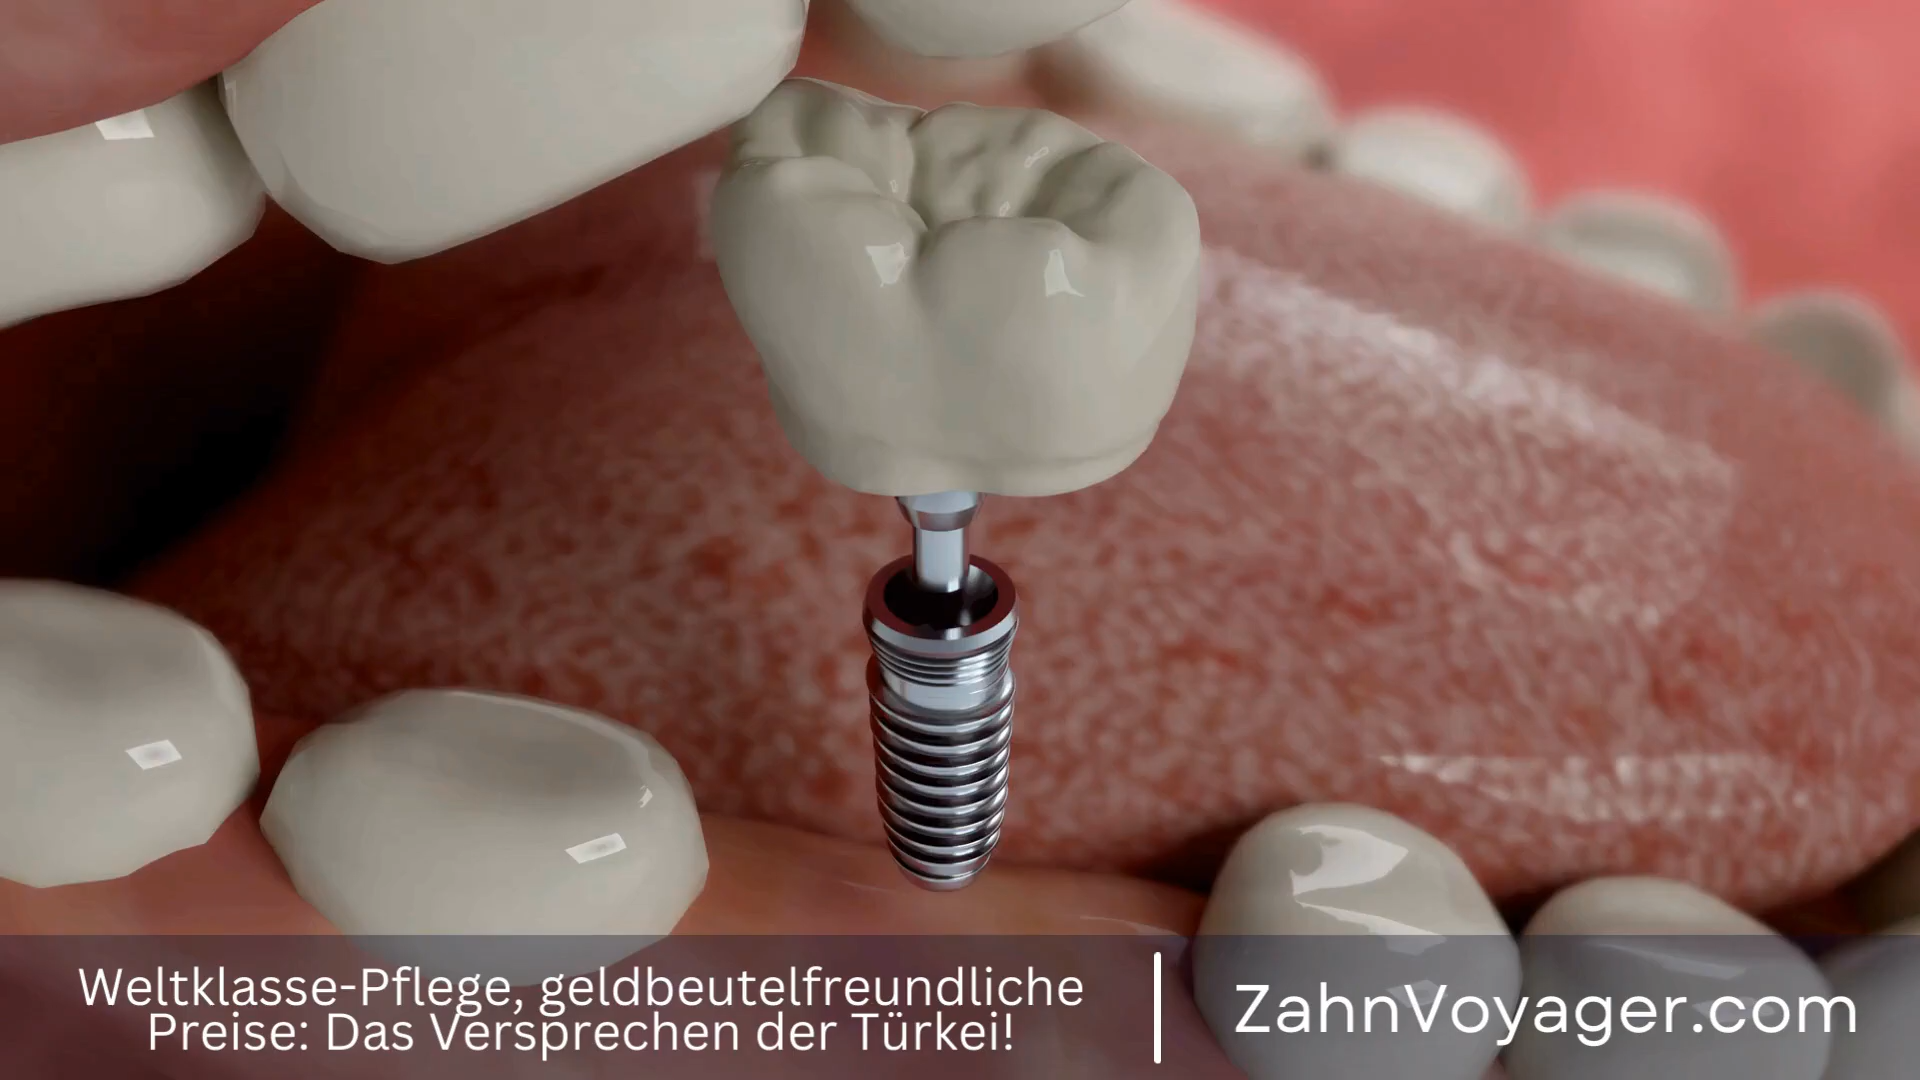 Weltklasse-Pflege, geldbeutelfreundliche
Preise: Das Versprechen der Türkei!
ZahnVoyager.com